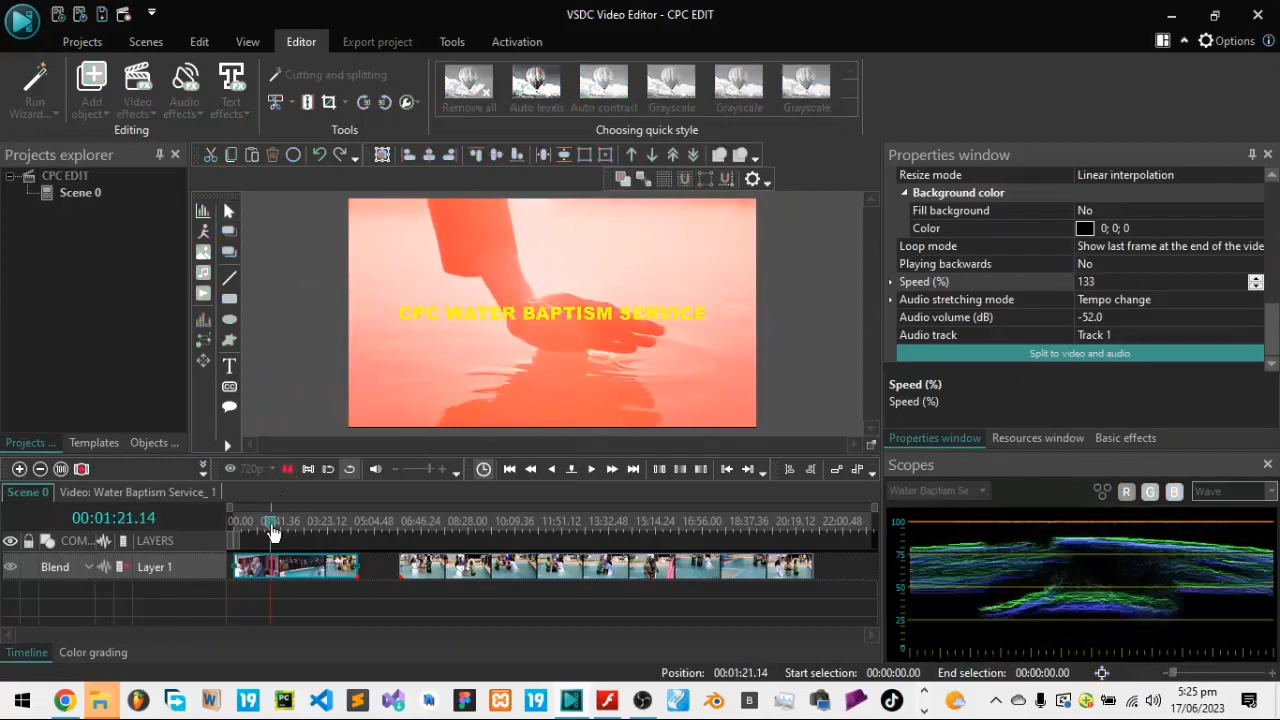 VSDC Video Editor - CPC EDIT
Projects Scenes Edit View Editor Export project Tools Activation Options
Run Wizard...
Add object
Video effects
Audio effects
Text effects
Editing
Cutting and splitting
Tools
Remove all Auto levels Auto contrast Grayscale Grayscale Grayscale
Choosing quick style
Projects explorer
CPC EDIT
Scene 0
Projects ... Templates Objects ...
CPC WATER BAPTISM SERVICE
Properties window
Resize mode Linear interpolation
Background color
Fill background No
Color 0; 0; 0
Loop mode Show last frame at the end of the vide
Playing backwards No
Speed (%) 133
Audio stretching mode Tempo change
Audio volume (dB) -52.0
Audio track Track 1
Split to video and audio
Speed (%)
Speed (%)
Properties window Resources window Basic effects
720p
Scene 0 Video: Water Baptism Service_ 1
00:01:21.14
00.00 03:23.12 05:04.48 06:46.24 08:28.00 10:09.36 11:51.12 13:32.48 15:14.24 16:56.00 18:37.36 20:19.12 22:00.48
COM... LAYERS
Blend Layer 1
Timeline Color grading
Scopes
Water Baptism Se R G B Wave
100
75
50
25
0
Position: 00:01:21.14 Start selection: 00:00:00.00 End selection: 00:00:00.00
5:25 pm
17/06/2023